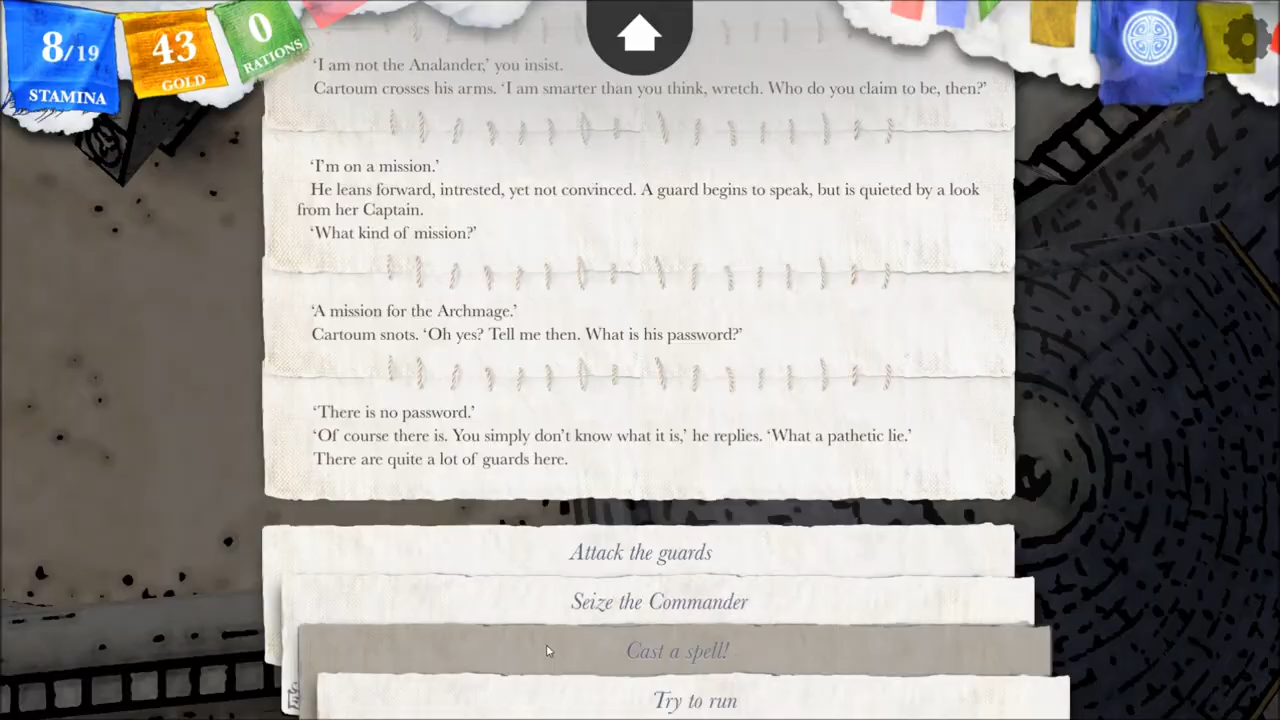 8/19
STAMINA
43
GOLD
0
RATIONS
‘I am not the Analander,’ you insist.
Cartoum crosses his arms. ‘I am smarter than you think, wretch. Who do you claim to be, then?’
‘I’m on a mission.’
He leans forward, intrested, yet not convinced. A guard begins to speak, but is quieted by a look
from her Captain.
‘What kind of mission?’
‘A mission for the Archmage.’
Cartoum snots. ‘Oh yes? Tell me then. What is his password?’
‘There is no password.’
‘Of course there is. You simply don’t know what it is,’ he replies. ‘What a pathetic lie.’
There are quite a lot of guards here.
Attack the guards
Seize the Commander
Cast a spell!
Try to run